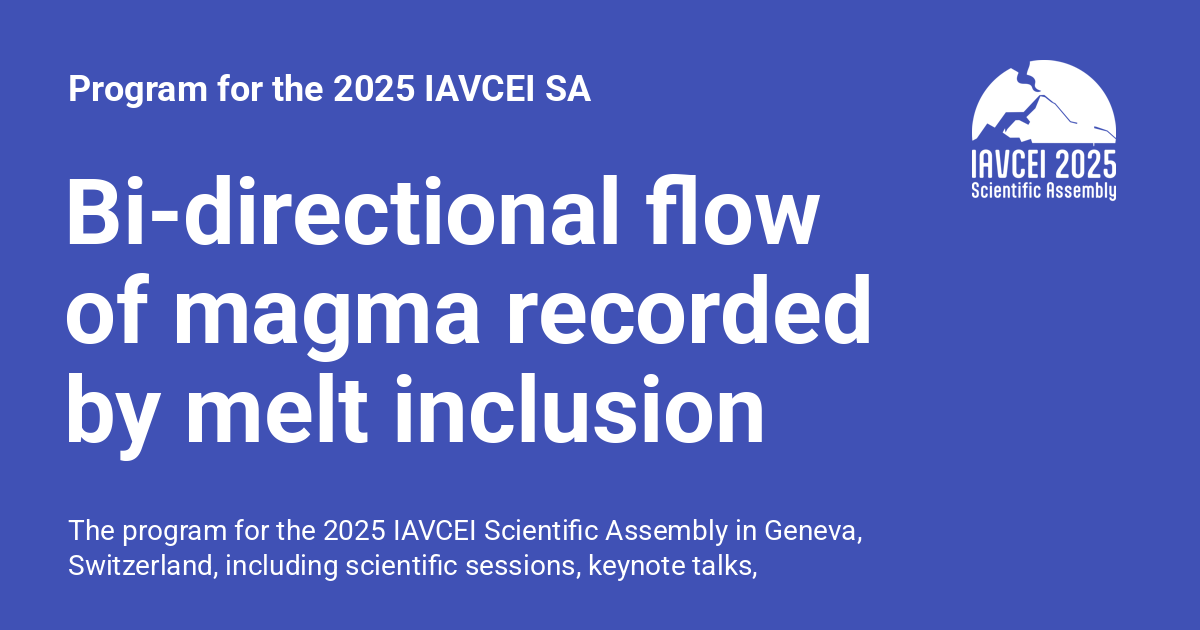 Program for the 2025 IAVCEI SA
IAVCEI 2025
Scientific Assembly
Bi-directional flow
of magma recorded
by melt inclusion
The program for the 2025 IAVCEI Scientific Assembly in Geneva,
Switzerland, including scientific sessions, keynote talks,